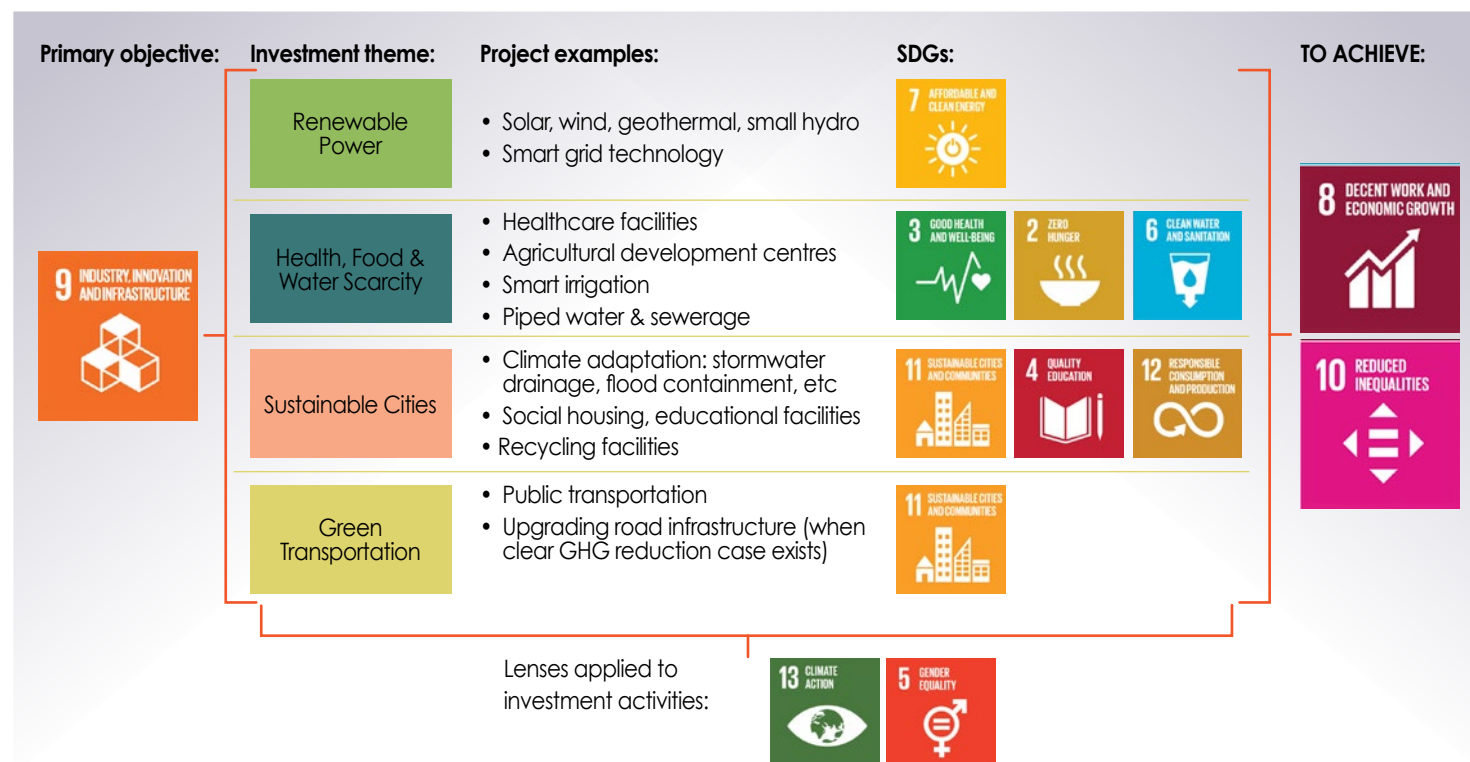 Primary objective:
Investment theme:
Project examples:
SDGs:
TO ACHIEVE:
9 INDUSTRY, INNOVATION
AND INFRASTRUCTURE
Renewable
Power
• Solar, wind, geothermal, small hydro
• Smart grid technology
7 AFFORDABLE AND
CLEAN ENERGY
Health, Food &
Water Scarcity
• Healthcare facilities
• Agricultural development centres
• Smart irrigation
• Piped water & sewerage
3 GOOD HEALTH
AND WELL-BEING
2 ZERO
HUNGER
6 CLEAN WATER
AND SANITATION
Sustainable Cities
• Climate adaptation: stormwater
drainage, flood containment, etc
• Social housing, educational facilities
• Recycling facilities
11 SUSTAINABLE CITIES
AND COMMUNITIES
4 QUALITY
EDUCATION
12 RESPONSIBLE
CONSUMPTION
AND PRODUCTION
Green
Transportation
• Public transportation
• Upgrading road infrastructure (when
clear GHG reduction case exists)
11 SUSTAINABLE CITIES
AND COMMUNITIES
8 DECENT WORK AND
ECONOMIC GROWTH
10 REDUCED
INEQUALITIES
Lenses applied to
investment activities:
13 CLIMATE
ACTION
5 GENDER
EQUALITY